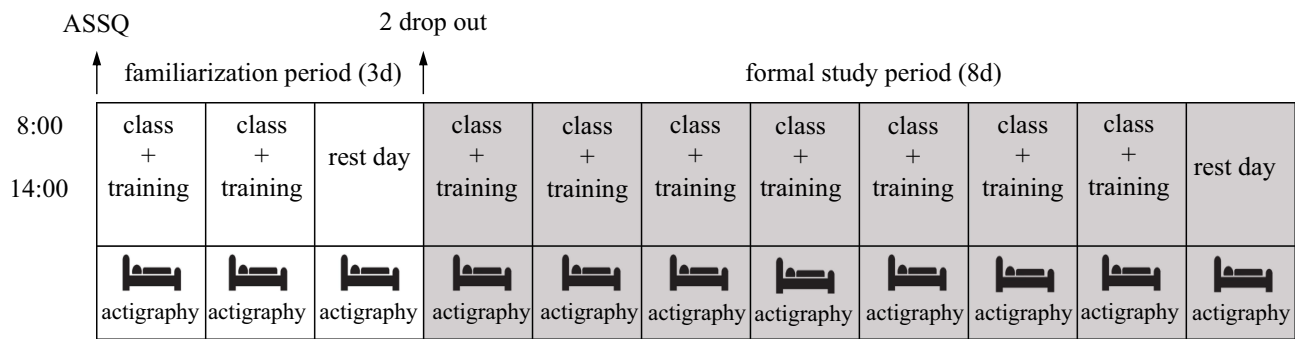 ASSQ 2 drop out
familiarization period (3d) formal study period (8d)
8:00 class class class class class class class class class
+ + rest day + + + + + + + rest day
14:00 training training training training training training training training training
actigraphy actigraphy actigraphy actigraphy actigraphy actigraphy actigraphy actigraphy actigraphy actigraphy actigraphy